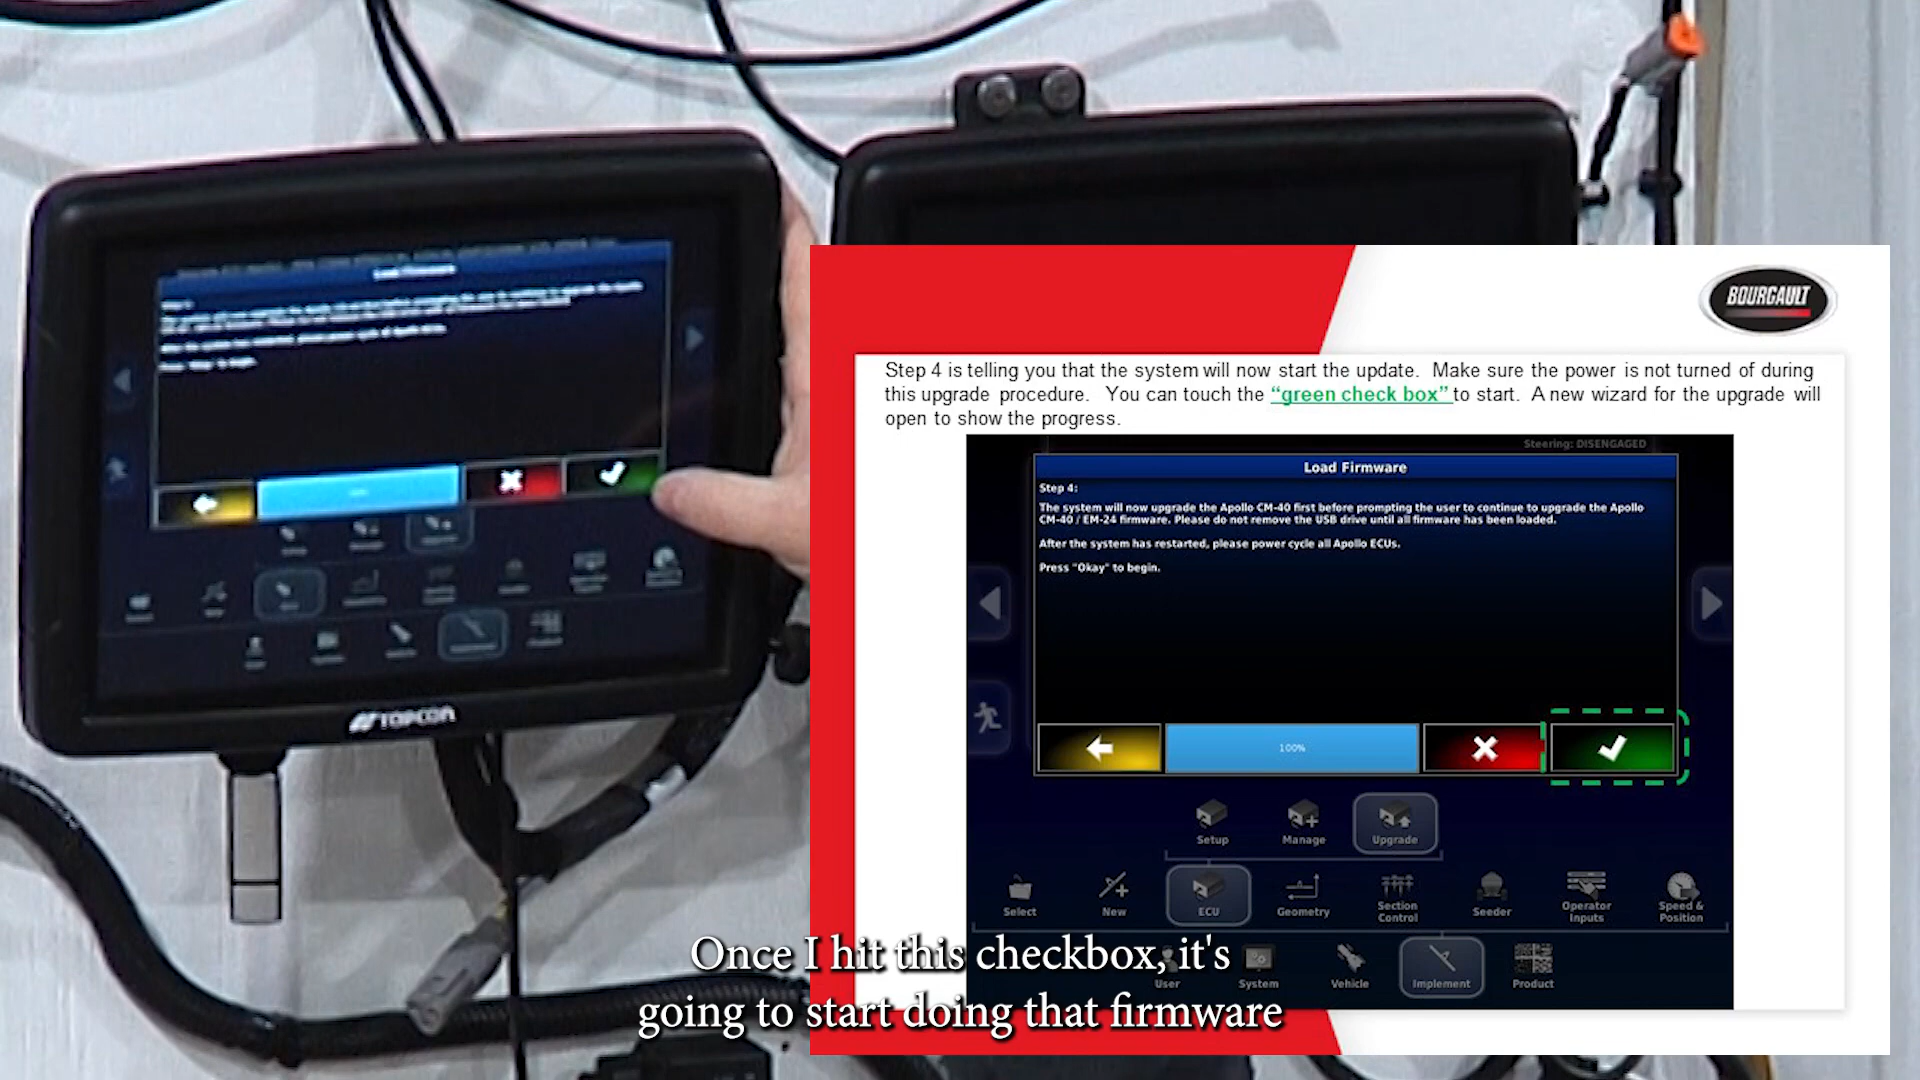 Load Firmware
TOPCON
BOURGAULT
Step 4 is telling you that the system will now start the update. Make sure the power is not turned of during
this upgrade procedure. You can touch the “green check box” to start. A new wizard for the upgrade will
open to show the progress.
Steering: DISENGAGED
Load Firmware
Step 4:
The system will now upgrade the Apollo CM-40 first before prompting the user to continue to upgrade the Apollo
CM-40 / EM-24 firmware. Please do not remove the USB drive until all firmware has been loaded.
After the system has restarted, please power cycle all Apollo ECUs.
Press "Okay" to begin.
100%
Setup Manage Upgrade
Select New ECU Geometry Section Control Seeder Operator Inputs Speed & Position
User System Vehicle Implement Product
Once I hit this checkbox, it's
going to start doing that firmware